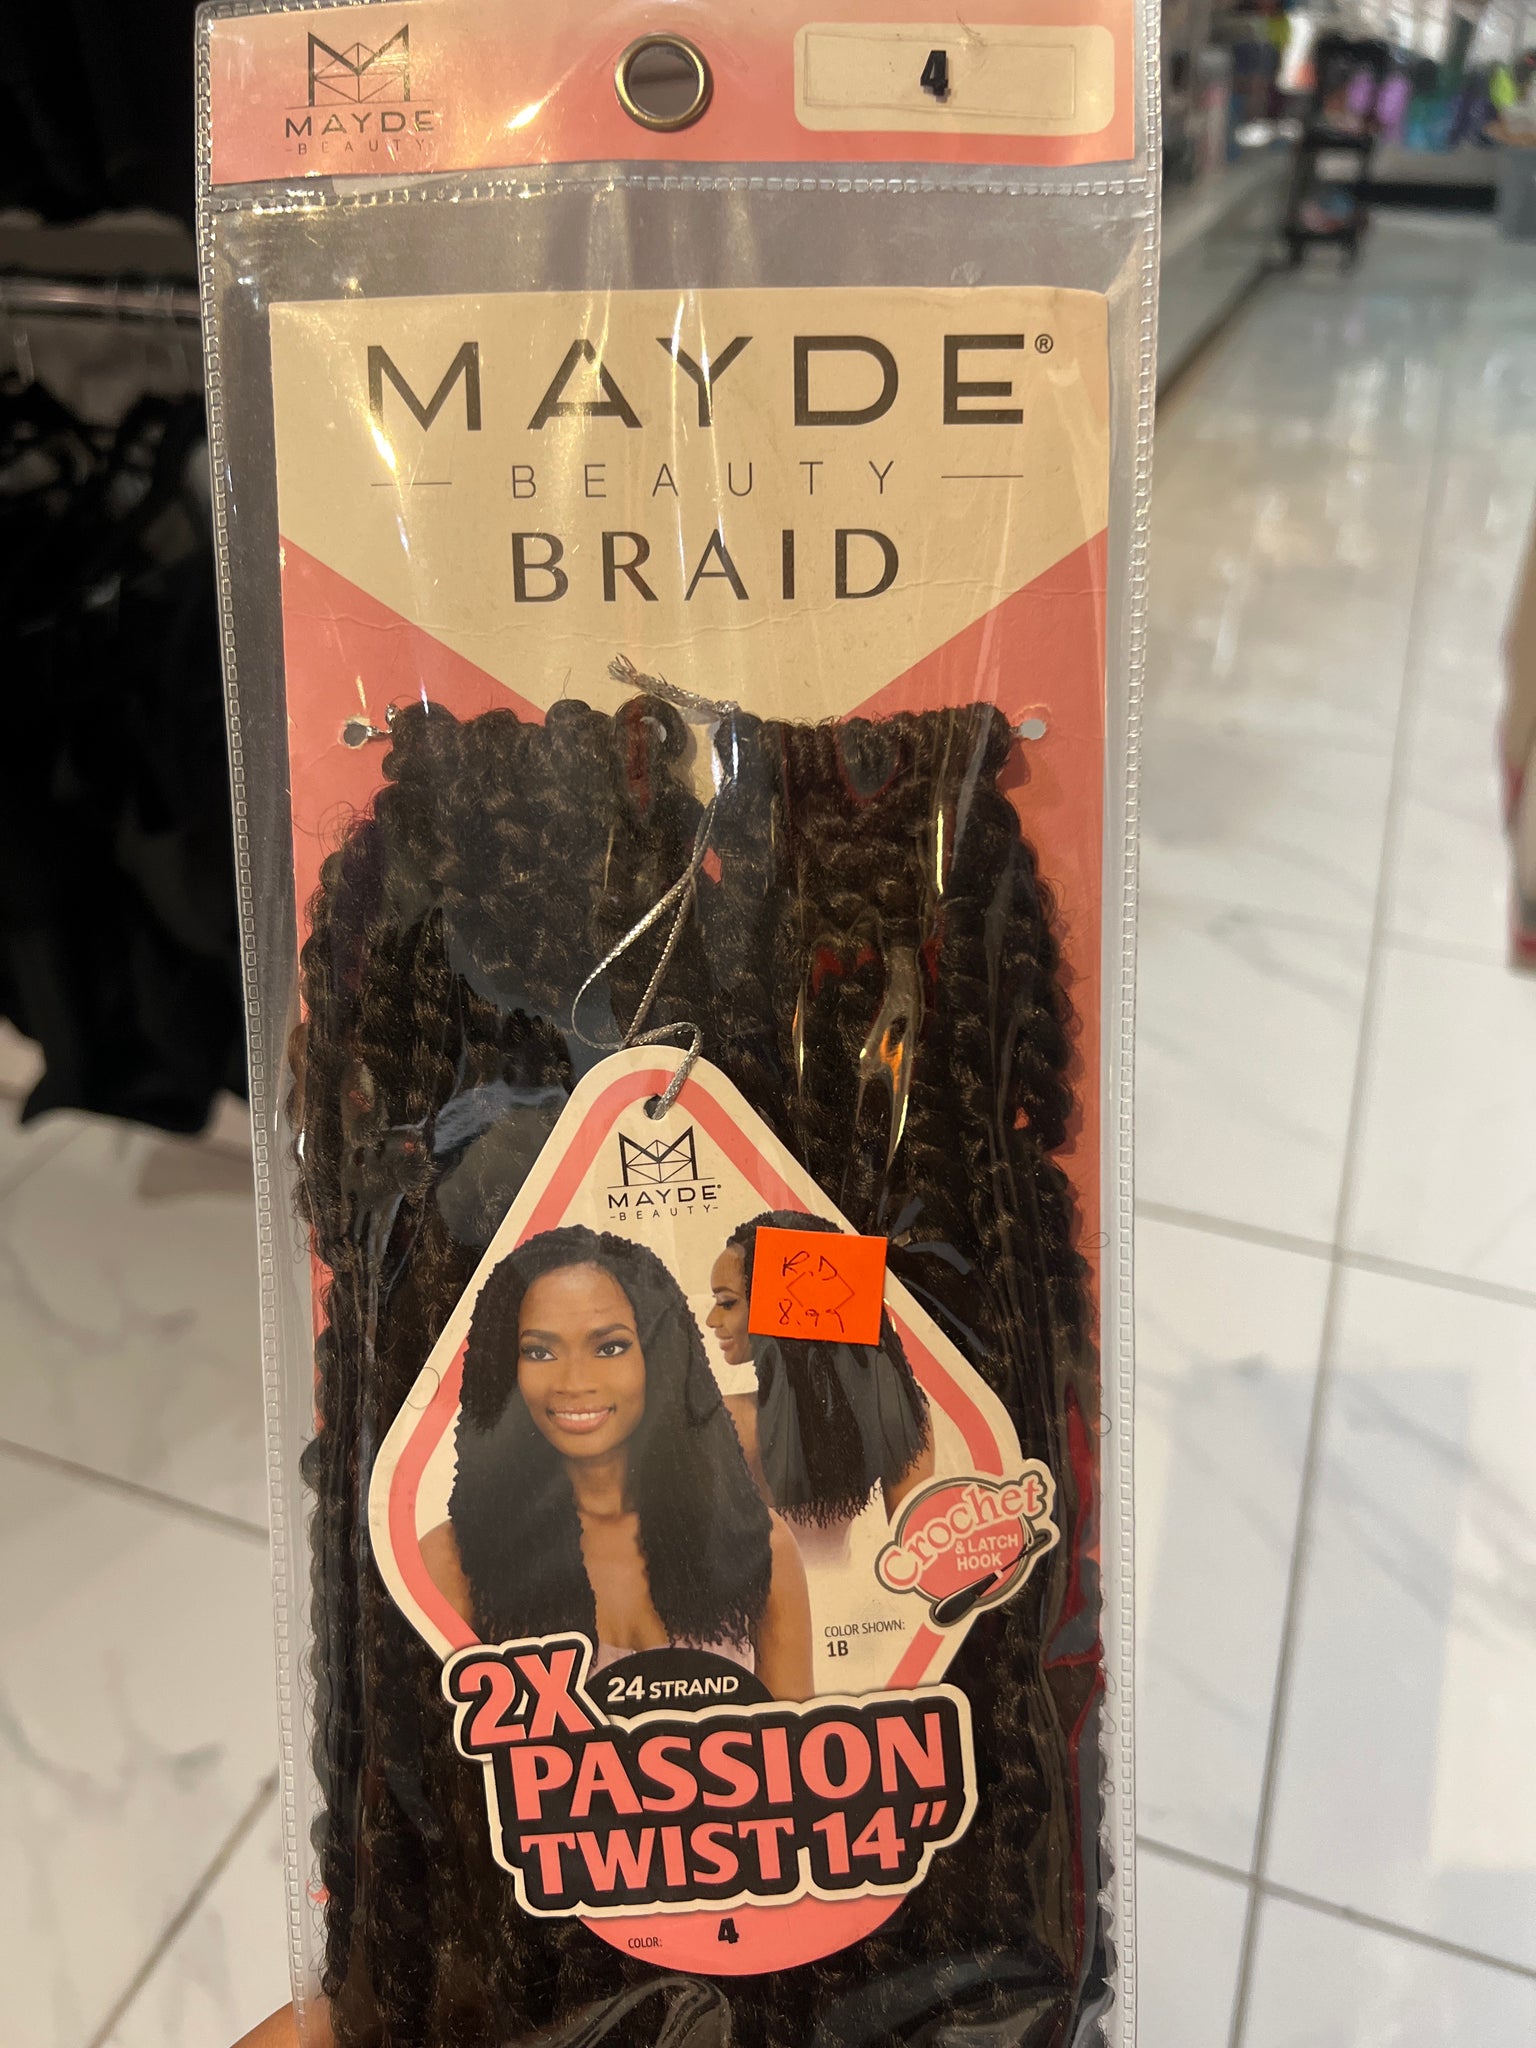 MAYDE
-BEAUTY-
4
MAYDE®
BEAUTY
BRAID
MAYDE®
-BEAUTY-
R.D
8.99
Crochet
& LATCH
HOOK
COLOR SHOWN:
1B
2X
24 STRAND
PASSION
TWIST 14”
COLOR: 4